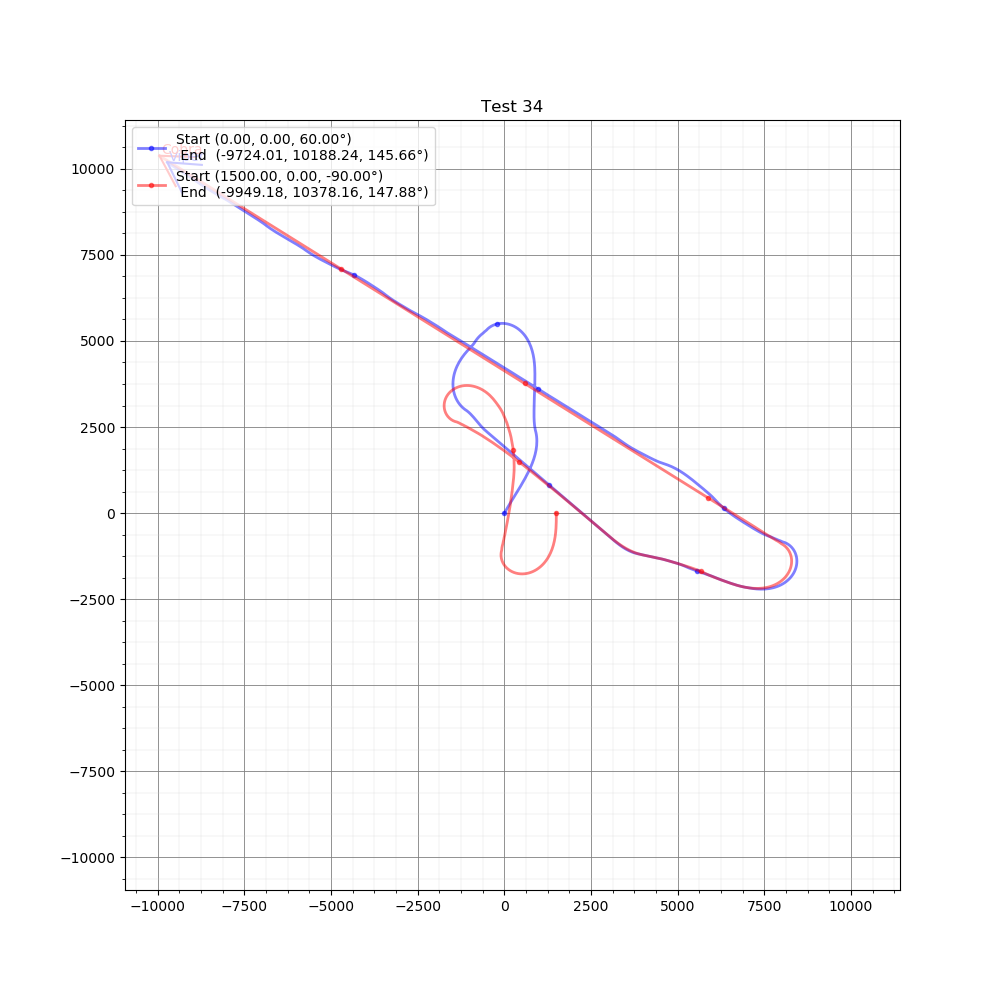 Test 34
Start (0.00, 0.00, 60.00°)
End (-9724.01, 10188.24, 145.66°)
Start (1500.00, 0.00, -90.00°)
End (-9949.18, 10378.16, 147.88°)
10000
7500
5000
2500
0
−2500
−5000
−7500
−10000
−10000 −7500 −5000 −2500 0 2500 5000 7500 10000